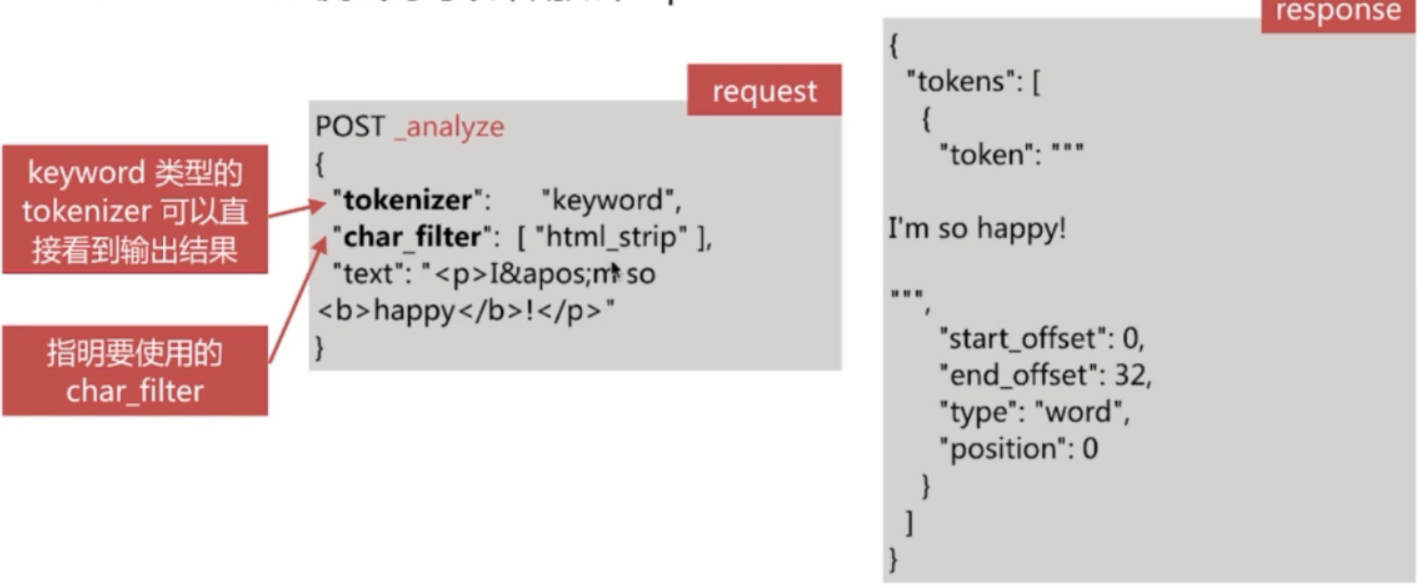 request
POST _analyze
{
"tokenizer": "keyword",
"char_filter": [ "html_strip" ],
"text": "<p>I&apos;m so
<b>happy</b>!</p>"
}
keyword 类型的
tokenizer 可以直
接看到输出结果
指明要使用的
char_filter
response
{
"tokens": [
{
"token": """
I'm so happy!
""",
"start_offset": 0,
"end_offset": 32,
"type": "word",
"position": 0
}
]
}